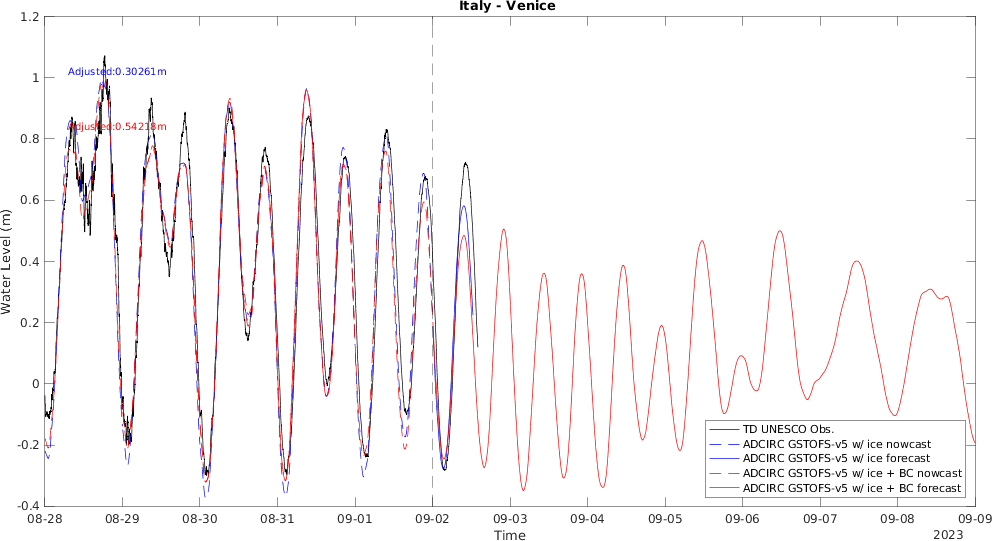 Italy - Venice
1.2
1
0.8
0.6
0.4
0.2
0
-0.2
-0.4
Water Level (m)
Adjusted:0.30261m
Adjusted:0.54218m
TD UNESCO Obs.
ADCIRC GSTOFS-v5 w/ ice nowcast
ADCIRC GSTOFS-v5 w/ ice forecast
ADCIRC GSTOFS-v5 w/ ice + BC nowcast
ADCIRC GSTOFS-v5 w/ ice + BC forecast
08-28 08-29 08-30 08-31 09-01 09-02 09-03 09-04 09-05 09-06 09-07 09-08 09-09
Time
2023